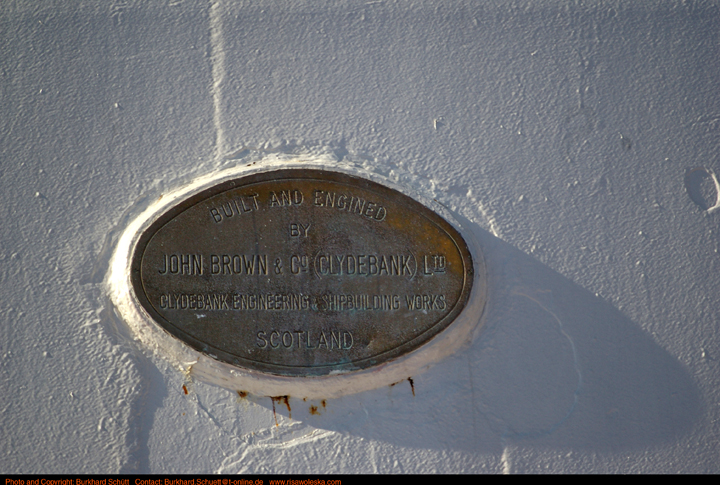 BUILT AND ENGINED
BY
JOHN BROWN & Co (CLYDEBANK) LTD
CLYDEBANK ENGINEERING & SHIPBUILDING WORKS
SCOTLAND
Photo and Copyright: Burkhard Schütt Contact: Burkhard.Schuett@t-online.de www.risawoleska.com